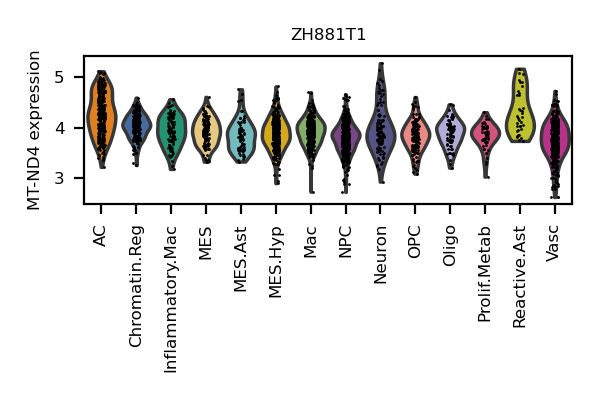 ZH881T1
MT-ND4 expression
5
4
3
AC
Chromatin.Reg
Inflammatory.Mac
MES
MES.Ast
MES.Hyp
Mac
NPC
Neuron
OPC
Oligo
Prolif.Metab
Reactive.Ast
Vasc